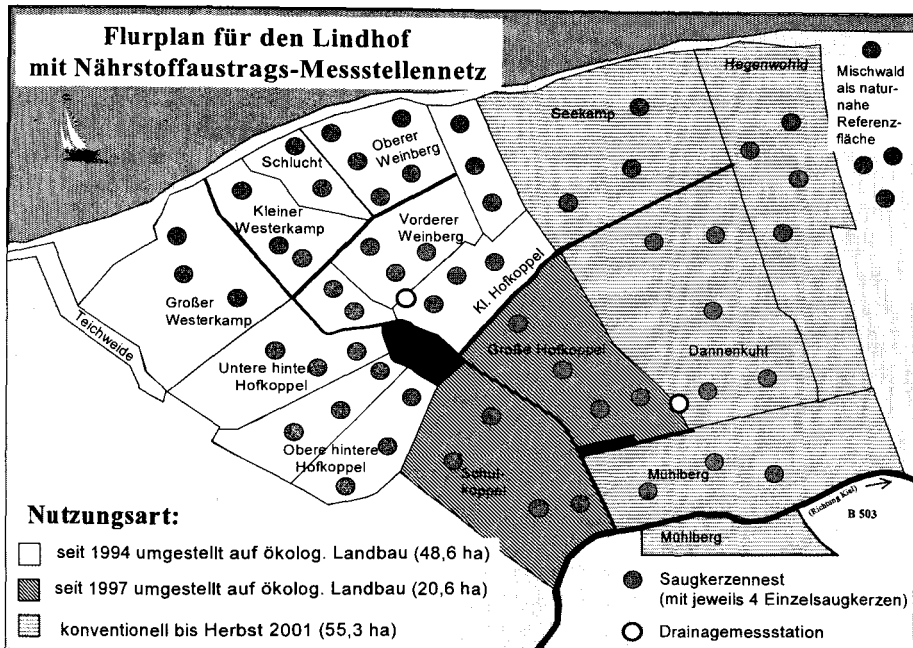 Flurplan für den Lindhof
mit Nährstoffaustrags-Messstellennetz
Hegenwohld
Mischwald
als natur-
nahe
Referenz-
fläche
Seekamp
Oberer
Weinberg
Schlucht
Kleiner
Westerkamp
Vorderer
Weinberg
Kl. Hofkoppel
Großer
Westerkamp
Teichweide
Große Hofkoppel
Dannenkuhl
Untere hintere
Hofkoppel
Obere hintere
Hofkoppel
Schul-
koppel
Mühlberg
(Richtung Kiel)
B 503
Mühlberg
Nutzungsart:
seit 1994 umgestellt auf ökolog. Landbau (48,6 ha)
seit 1997 umgestellt auf ökolog. Landbau (20,6 ha)
konventionell bis Herbst 2001 (55,3 ha)
Saugkerzennest
(mit jeweils 4 Einzelsaugkerzen)
Drainagemessstation